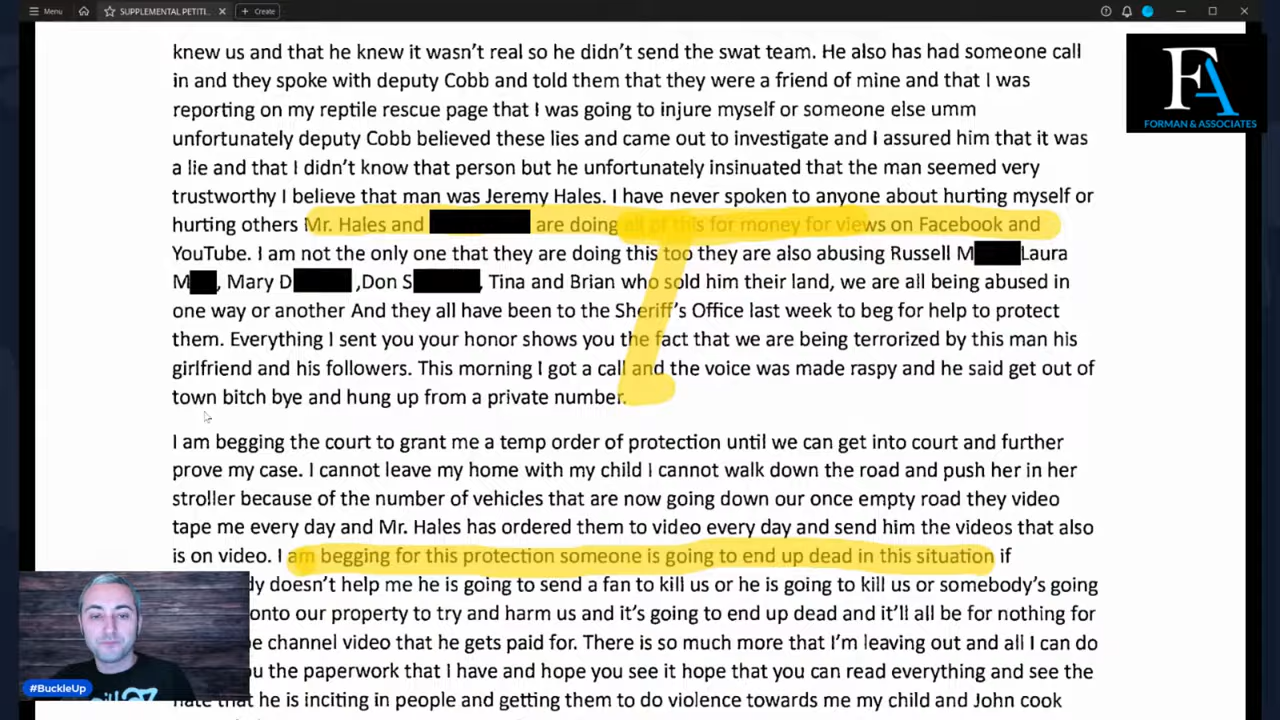 Menu
SUPPLEMENTAL PETITI...
Create
FA
FORMAN & ASSOCIATES
knew us and that he knew it wasn't real so he didn't send the swat team. He also has had someone call
in and they spoke with deputy Cobb and told them that they were a friend of mine and that I was
reporting on my reptile rescue page that I was going to injure myself or someone else umm
unfortunately deputy Cobb believed these lies and came out to investigate and I assured him that it was
a lie and that I didn't know that person but he unfortunately insinuated that the man seemed very
trustworthy I believe that man was Jeremy Hales. I have never spoken to anyone about hurting myself or
hurting others Mr. Hales and are doing all of this for money for views on Facebook and
YouTube. I am not the only one that they are doing this too they are also abusing Russell M Laura
M , Mary D ,Don S , Tina and Brian who sold him their land, we are all being abused in
one way or another And they all have been to the Sheriff's Office last week to beg for help to protect
them. Everything I sent you your honor shows you the fact that we are being terrorized by this man his
girlfriend and his followers. This morning I got a call and the voice was made raspy and he said get out of
town bitch bye and hung up from a private number.
I am begging the court to grant me a temp order of protection until we can get into court and further
prove my case. I cannot leave my home with my child I cannot walk down the road and push her in her
stroller because of the number of vehicles that are now going down our once empty road they video
tape me every day and Mr. Hales has ordered them to video every day and send him the videos that also
is on video. I am begging for this protection someone is going to end up dead in this situation if
dy doesn't help me he is going to send a fan to kill us or he is going to kill us or somebody's going
onto our property to try and harm us and it's going to end up dead and it'll all be for nothing for
e channel video that he gets paid for. There is so much more that I'm leaving out and all I can do
u the paperwork that I have and hope you see it hope that you can read everything and see the
hate that he is inciting in people and getting them to do violence towards me my child and John cook
#BuckleUp